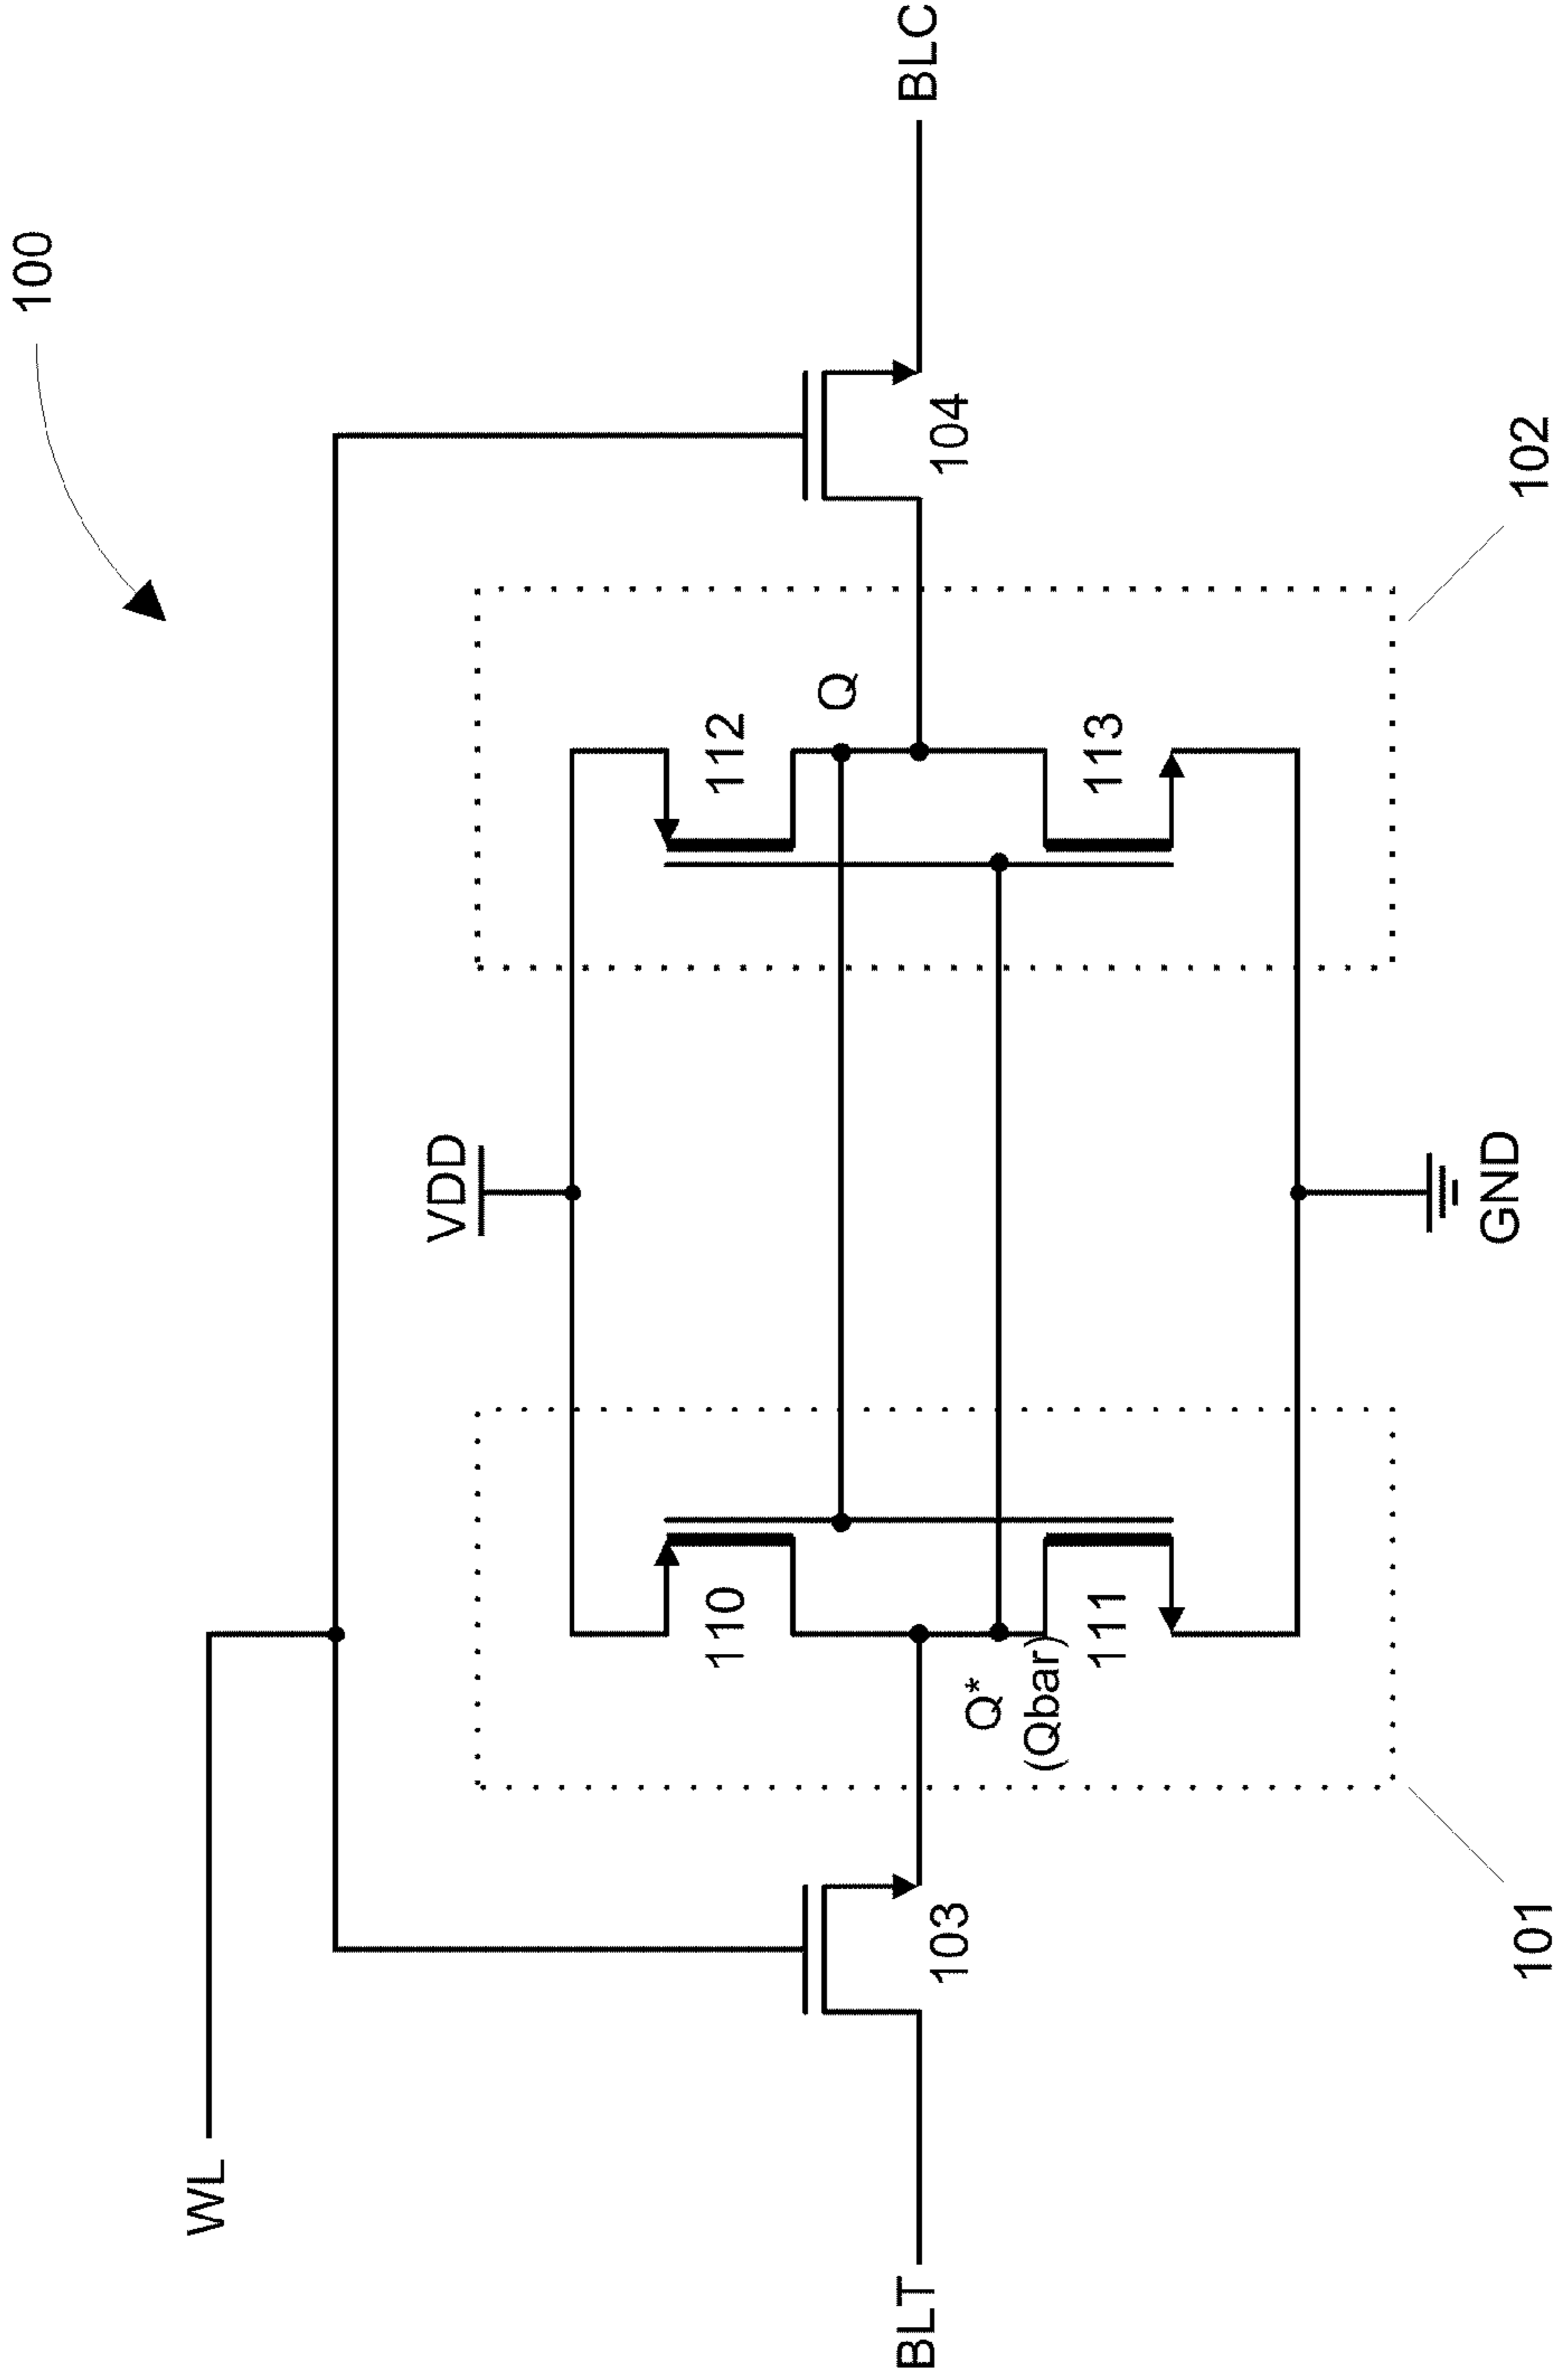 100
WL
VDD
112
Q
110
BLT
103
104
BLC
Q*
(Qbar)
111
113
GND
101
102